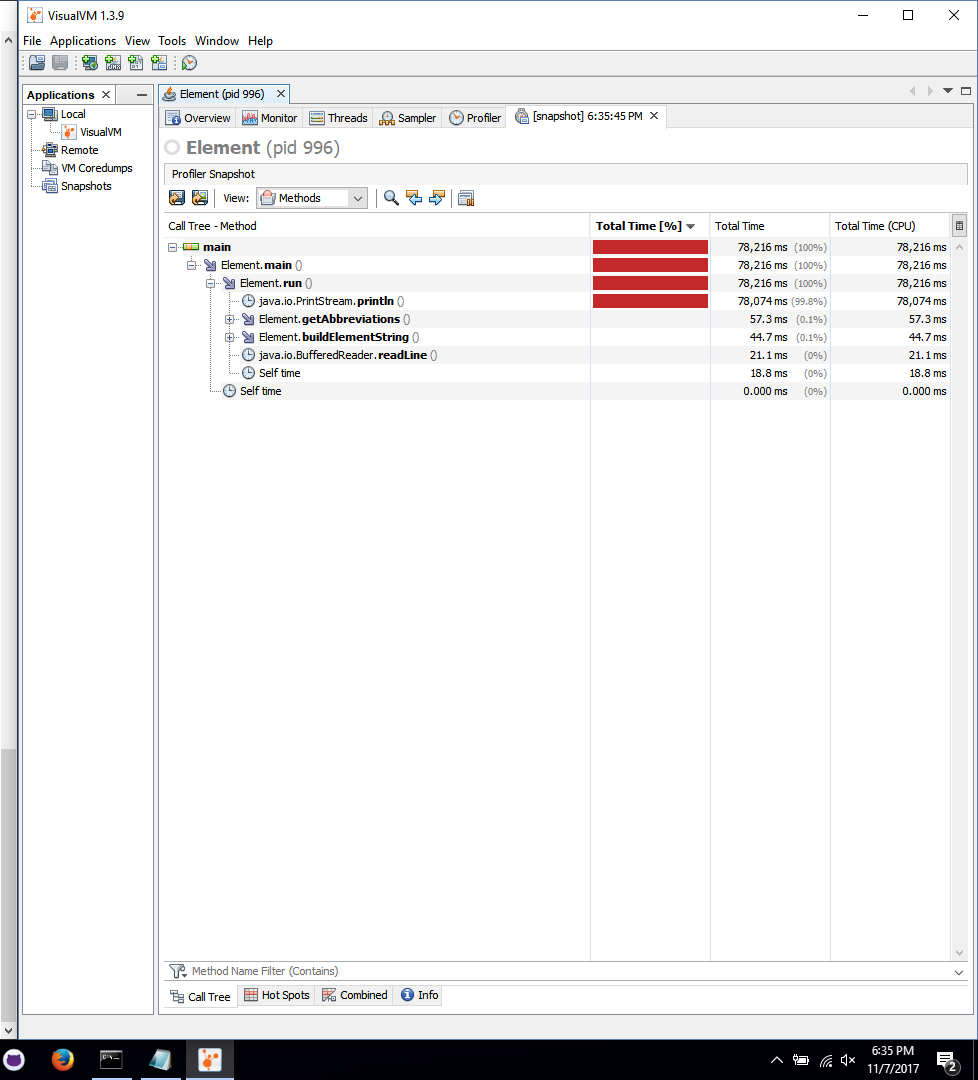 VisualVM 1.3.9
File Applications View Tools Window Help
Applications
Local
VisualVM
Remote
VM Coredumps
Snapshots
Element (pid 996)
Overview Monitor Threads Sampler Profiler [snapshot] 6:35:45 PM
Element (pid 996)
Profiler Snapshot
View: Methods
Call Tree - Method Total Time [%] Total Time Total Time (CPU)
main 78,216 ms (100%) 78,216 ms
Element.main () 78,216 ms (100%) 78,216 ms
Element.run () 78,216 ms (100%) 78,216 ms
java.io.PrintStream.println () 78,074 ms (99.8%) 78,074 ms
Element.getAbbreviations () 57.3 ms (0.1%) 57.3 ms
Element.buildElementString () 44.7 ms (0.1%) 44.7 ms
java.io.BufferedReader.readLine () 21.1 ms (0%) 21.1 ms
Self time 18.8 ms (0%) 18.8 ms
Self time 0.000 ms (0%) 0.000 ms
Method Name Filter (Contains)
Call Tree Hot Spots Combined Info
6:35 PM
11/7/2017
2